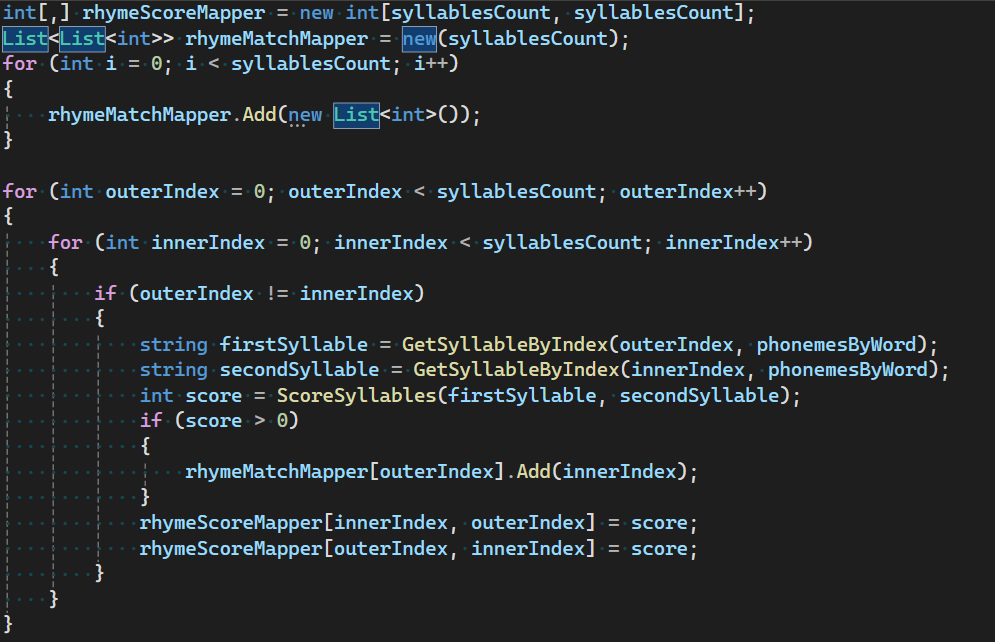 int[,] rhymeScoreMapper = new int[syllablesCount, syllablesCount];
List<List<int>> rhymeMatchMapper = new(syllablesCount);
for (int i = 0; i < syllablesCount; i++)
{
    rhymeMatchMapper.Add(new List<int>());
}

for (int outerIndex = 0; outerIndex < syllablesCount; outerIndex++)
{
    for (int innerIndex = 0; innerIndex < syllablesCount; innerIndex++)
    {
        if (outerIndex != innerIndex)
        {
            string firstSyllable = GetSyllableByIndex(outerIndex, phonemesByWord);
            string secondSyllable = GetSyllableByIndex(innerIndex, phonemesByWord);
            int score = ScoreSyllables(firstSyllable, secondSyllable);
            if (score > 0)
            {
                rhymeMatchMapper[outerIndex].Add(innerIndex);
            }
            rhymeScoreMapper[innerIndex, outerIndex] = score;
            rhymeScoreMapper[outerIndex, innerIndex] = score;
        }
    }
}